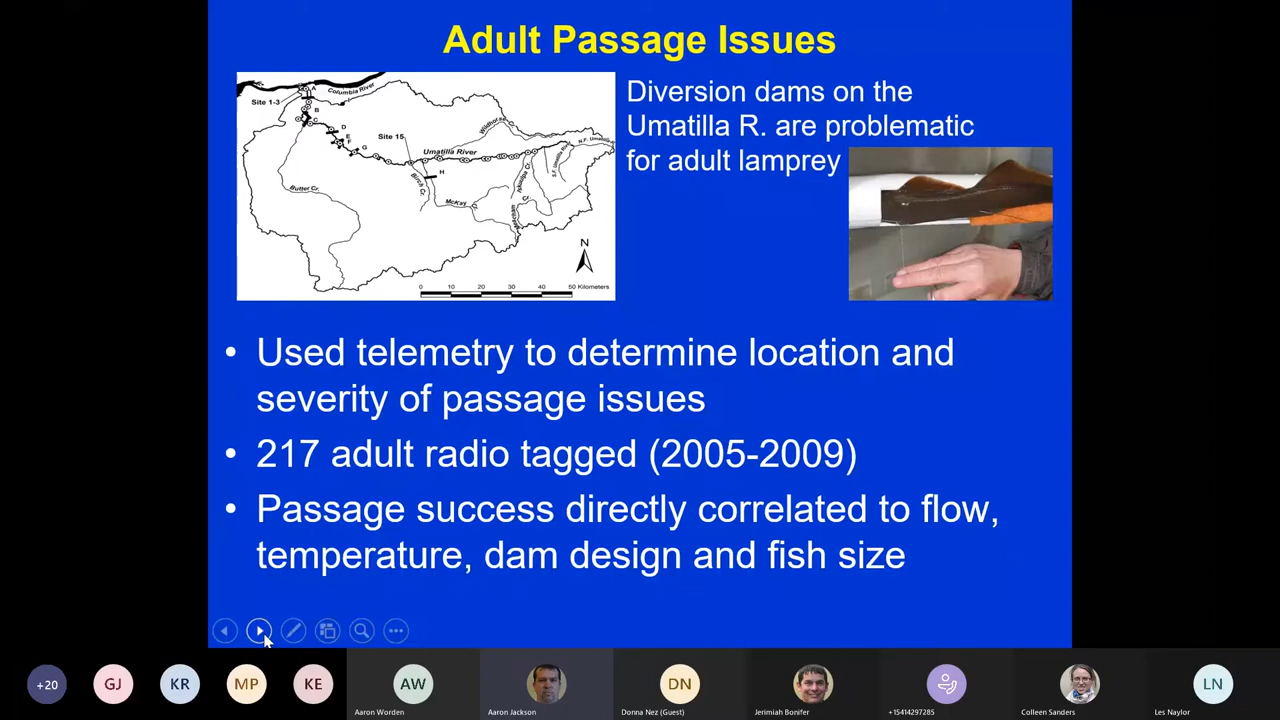 Adult Passage Issues
Diversion dams on the
Umatilla R. are problematic
for adult lamprey
Columbia River
Site 1-3
A
B
C
D
E
F
G
Site 15
Wildhorse
Umatilla River
H
Birch Cr.
Butter Cr.
McKay
Cr.
N
0 10 20 30 40 50 Kilometers
• Used telemetry to determine location and
severity of passage issues
• 217 adult radio tagged (2005-2009)
• Passage success directly correlated to flow,
temperature, dam design and fish size
+20
GJ
KR
MP
KE
AW
DN
LN
Aaron Worden
Aaron Jackson
Donna Nez (Guest)
Jerimiah Bonifer
+15414297285
Colleen Sanders
Les Naylor